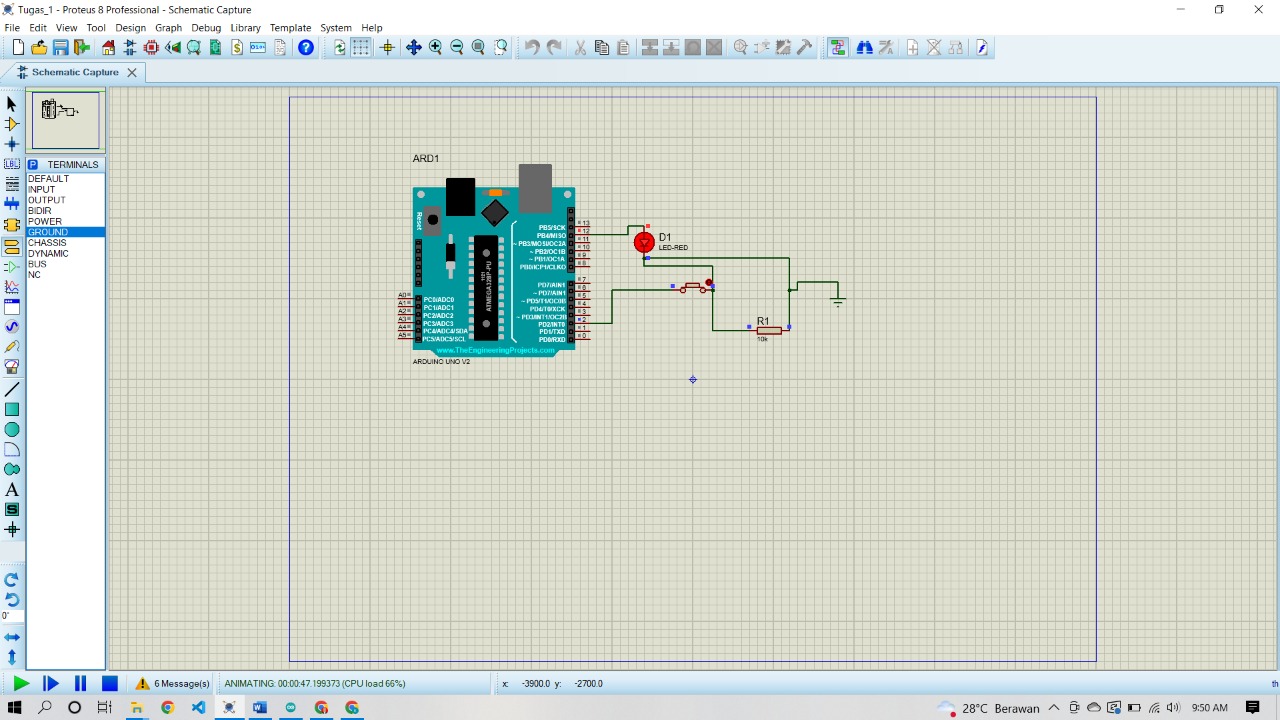 Tugas_1 - Proteus 8 Professional - Schematic Capture
File Edit View Tool Design Graph Debug Library Template System Help
Schematic Capture
P TERMINALS
DEFAULT
INPUT
OUTPUT
BIDIR
POWER
GROUND
CHASSIS
DYNAMIC
BUS
NC
LBL
A
S
0°
ARD1
Reset
ATMEGA328P-PU
PB5/SCK
PB4/MISO
~ PB3/MOSI/OC2A
~ PB2/OC1B
~ PB1/OC1A
PB0/ICP1/CLKO
PD7/AIN1
~ PD5/T1/OC0B
PD4/T0/XCK
~ PD3/INT1/OC2B
PD2/INT0
PD1/TXD
PD0/RXD
13
12
11
10
9
8
7
6
5
4
3
2
1
0
A0
A1
A2
A3
A4
A5
PC0/ADC0
PC1/ADC1
PC2/ADC2
PC3/ADC3
PC4/ADC4/SDA
PC5/ADC5/SCL
www.TheEngineeringProjects.com
ARDUINO UNO V2
D1
LED-RED
R1
10k
6 Message(s)
ANIMATING: 00:00:47.199373 (CPU load 66%)
x: -3900.0 y: -2700.0
th
28°C Berawan
9:50 AM